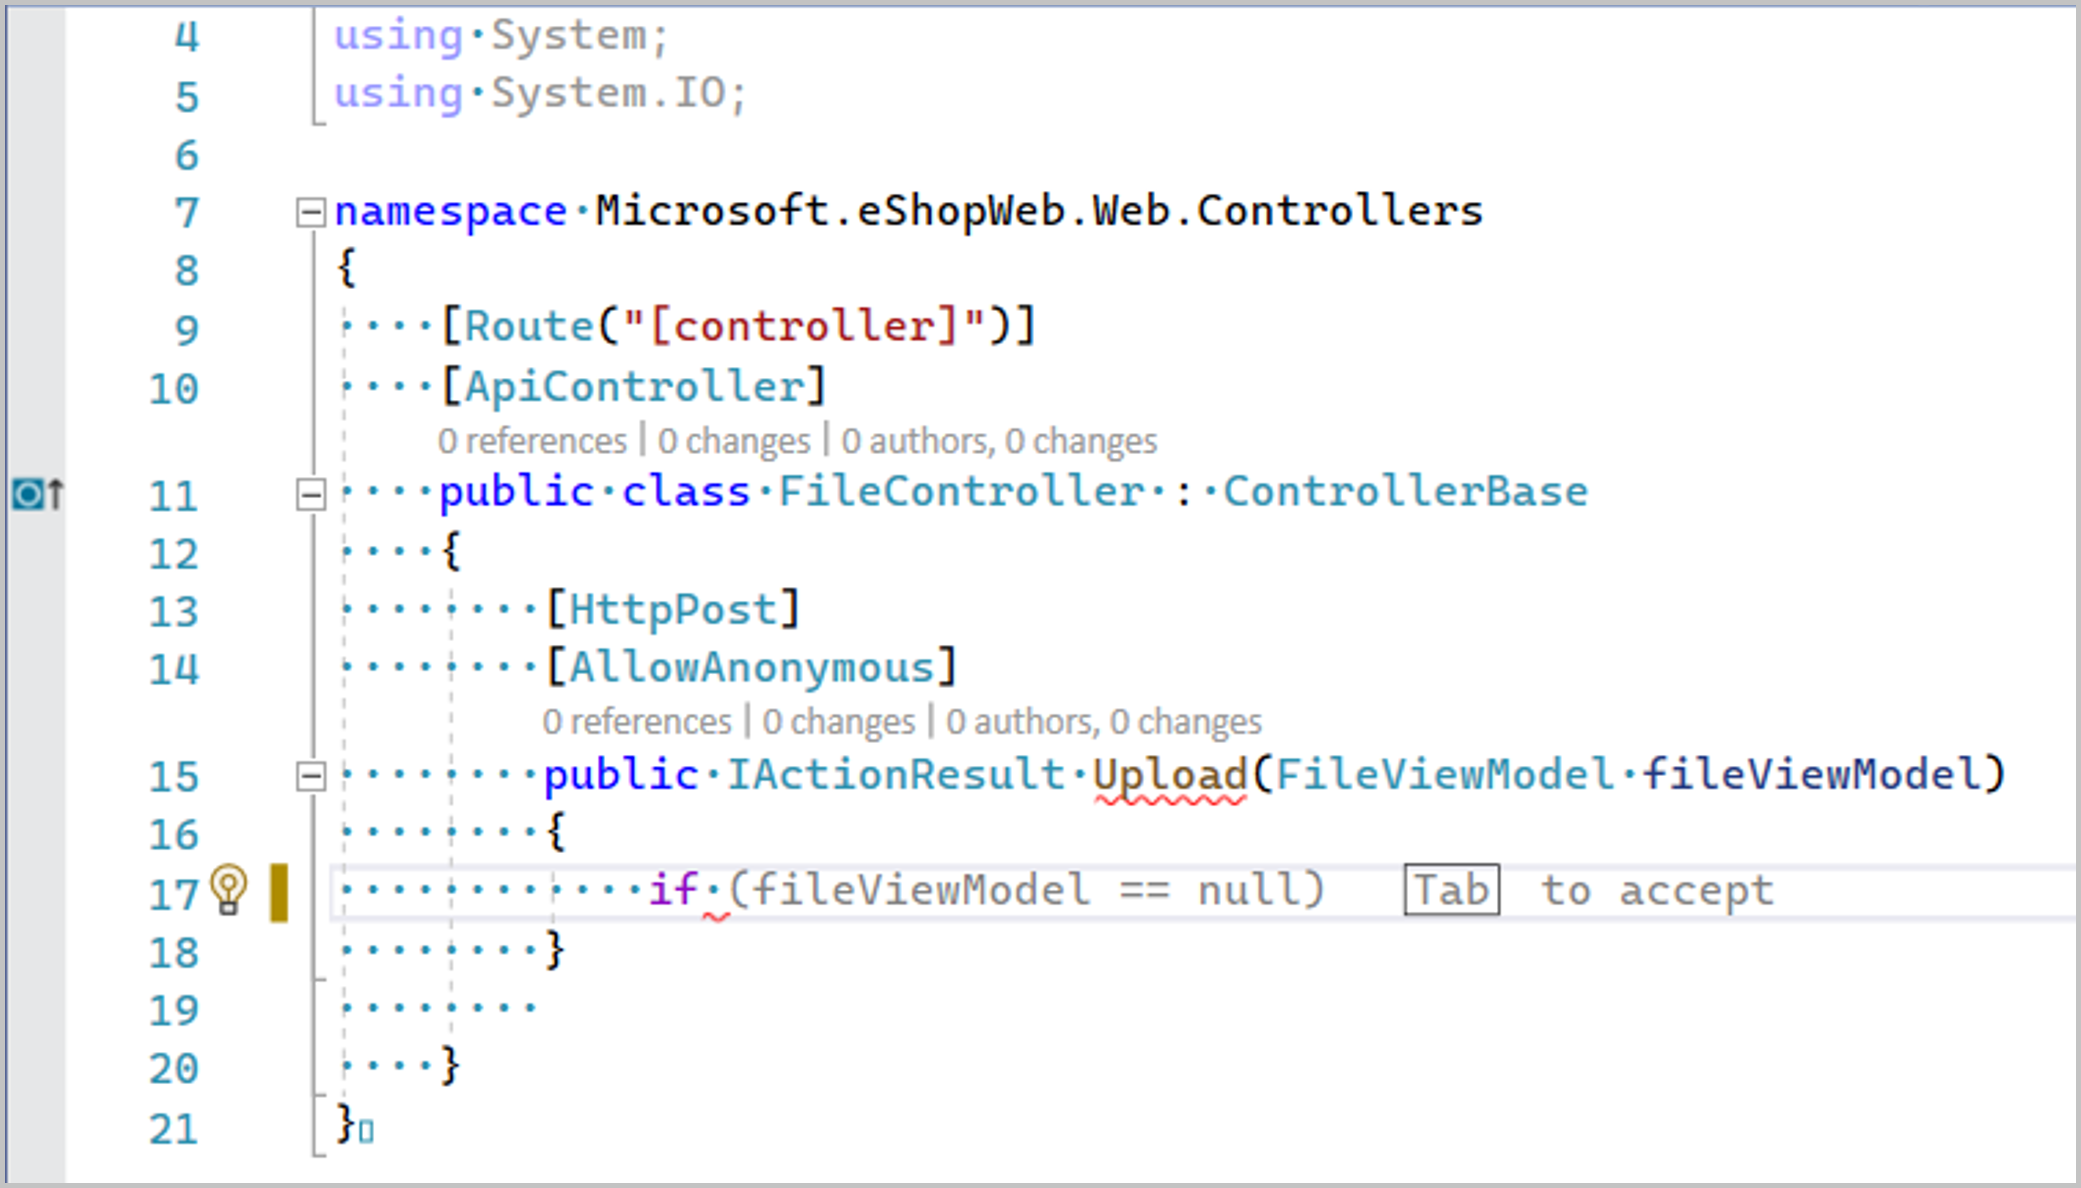 4 using System;
5 using System.IO;
6
7 namespace Microsoft.eShopWeb.Web.Controllers
8 {
9 [Route("[controller]")]
10 [ApiController]
0 references | 0 changes | 0 authors, 0 changes
11 public class FileController : ControllerBase
12 {
13 [HttpPost]
14 [AllowAnonymous]
0 references | 0 changes | 0 authors, 0 changes
15 public IActionResult Upload(FileViewModel fileViewModel)
16 {
17 if (fileViewModel == null) Tab to accept
18 }
19
20 }
21 }